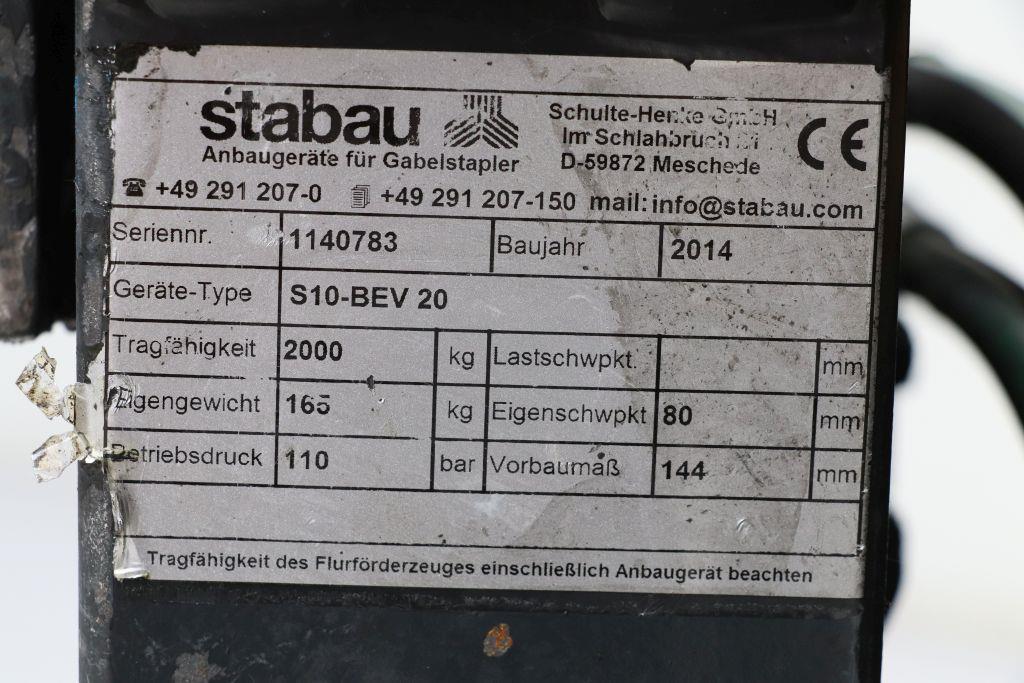 stabau
Anbaugeräte für Gabelstapler
Schulte-Henke GmbH
Im Schlahbruch
D-59872 Meschede
CE
+49 291 207-0 +49 291 207-150 mail: info@stabau.com
Seriennr. 1140783 Baujahr 2014
Geräte-Type S10-BEV 20
Tragfähigkeit 2000 kg Lastschwpkt. mm
Eigengewicht 165 kg Eigenschwpkt 80 mm
Betriebsdruck 110 bar Vorbaumaß 144 mm
Tragfähigkeit des Flurförderzeuges einschließlich Anbaugerät beachten